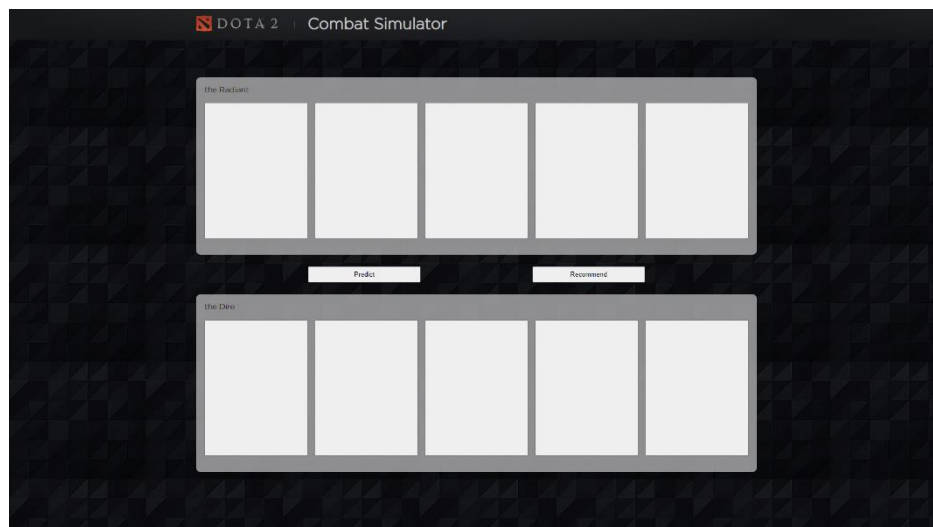 DOTA 2 | Combat Simulator
the Radiant
Predict
Recommend
the Dire